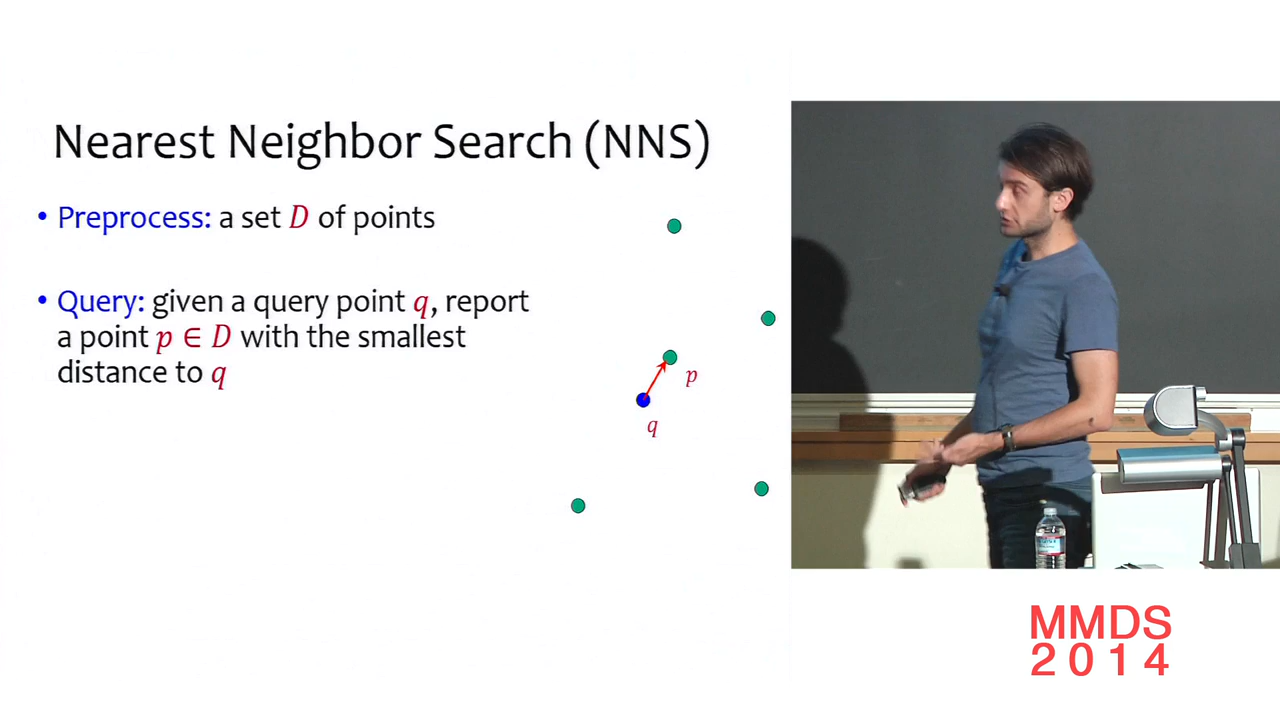 Nearest Neighbor Search (NNS)
• Preprocess: a set D of points
• Query: given a query point q, report
a point p ∈ D with the smallest
distance to q
p
q
MMDS
2014